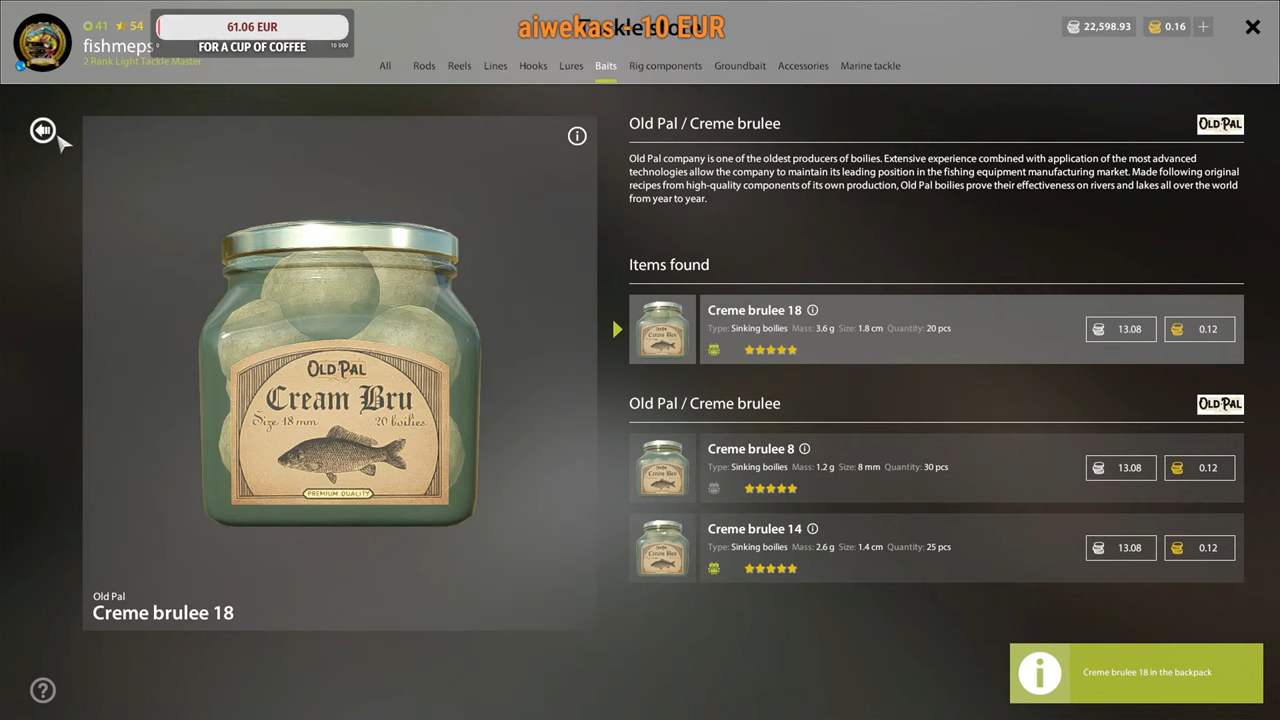 41 54
fishmeps
2 Rank Light Tackle Master
61.06 EUR
FOR A CUP OF COFFEE
0 10 000
aiwekas - 10 EUR
22,598.93 0.16
All Rods Reels Lines Hooks Lures Baits Rig components Groundbait Accessories Marine tackle
OLD PAL
Cream Bru
Size 18 mm 20 boilies
PREMIUM QUALITY
Old Pal
Creme brulee 18
Old Pal / Creme brulee
OLD PAL
Old Pal company is one of the oldest producers of boilies. Extensive experience combined with application of the most advanced
technologies allow the company to maintain its leading position in the fishing equipment manufacturing market. Made following original
recipes from high-quality components of its own production, Old Pal boilies prove their effectiveness on rivers and lakes all over the world
from year to year.
Items found
Creme brulee 18
Type: Sinking boilies Mass: 3.6 g Size: 1.8 cm Quantity: 20 pcs
13.08 0.12
Old Pal / Creme brulee
OLD PAL
Creme brulee 8
Type: Sinking boilies Mass: 1.2 g Size: 8 mm Quantity: 30 pcs
13.08 0.12
Creme brulee 14
Type: Sinking boilies Mass: 2.6 g Size: 1.4 cm Quantity: 25 pcs
13.08 0.12
Creme brulee 18 in the backpack